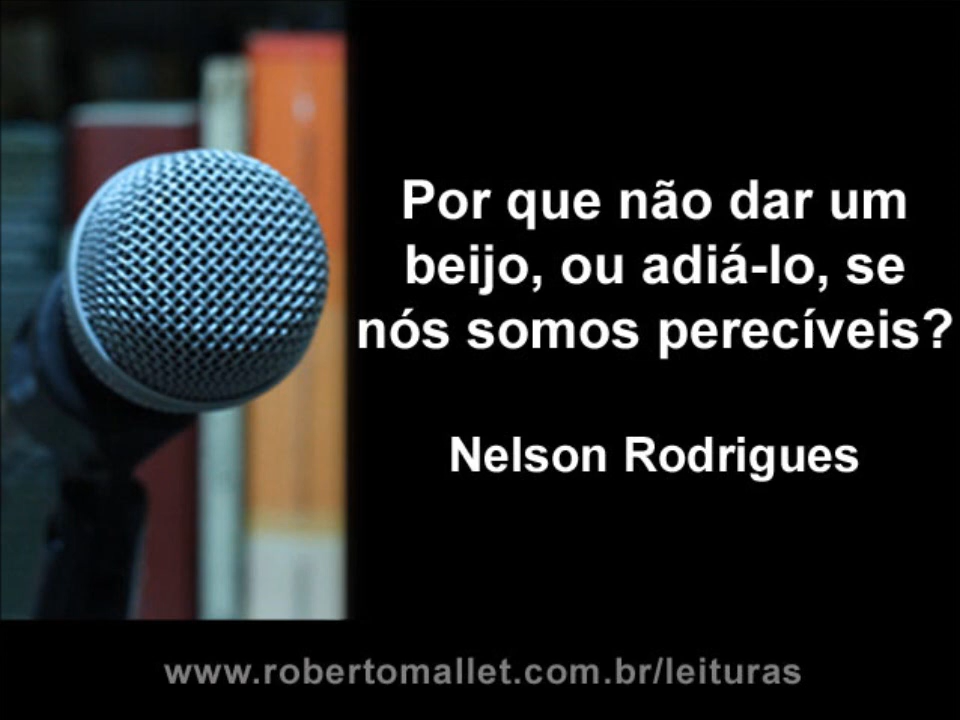 Por que não dar um
beijo, ou adiá-lo, se
nós somos perecíveis?
Nelson Rodrigues
www.robertomallet.com.br/leituras